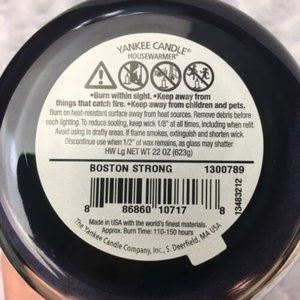 YANKEE CANDLE®
HOUSEWARMER®
•Burn within sight. •Keep away from
things that catch fire. •Keep away from children and pets.
Burn on heat-resistant surface away from heat sources. Remove debris before
each lighting. To reduce sooting, keep wick 1/8" at all times, including when relit.
Avoid using in drafty areas. If flame smokes, extinguish and shorten wick
Discontinue use when 1/2" of wax remains, as glass may shatter
HW Lg NET WT 22 OZ (623g)
BOSTON STRONG 1300789
8 86860 10717 8
13483212 2
Made in USA with the world's finest materials.
Approx. Burn Time: 110-150 hours
The Yankee Candle Company, Inc., S. Deerfield, MA USA